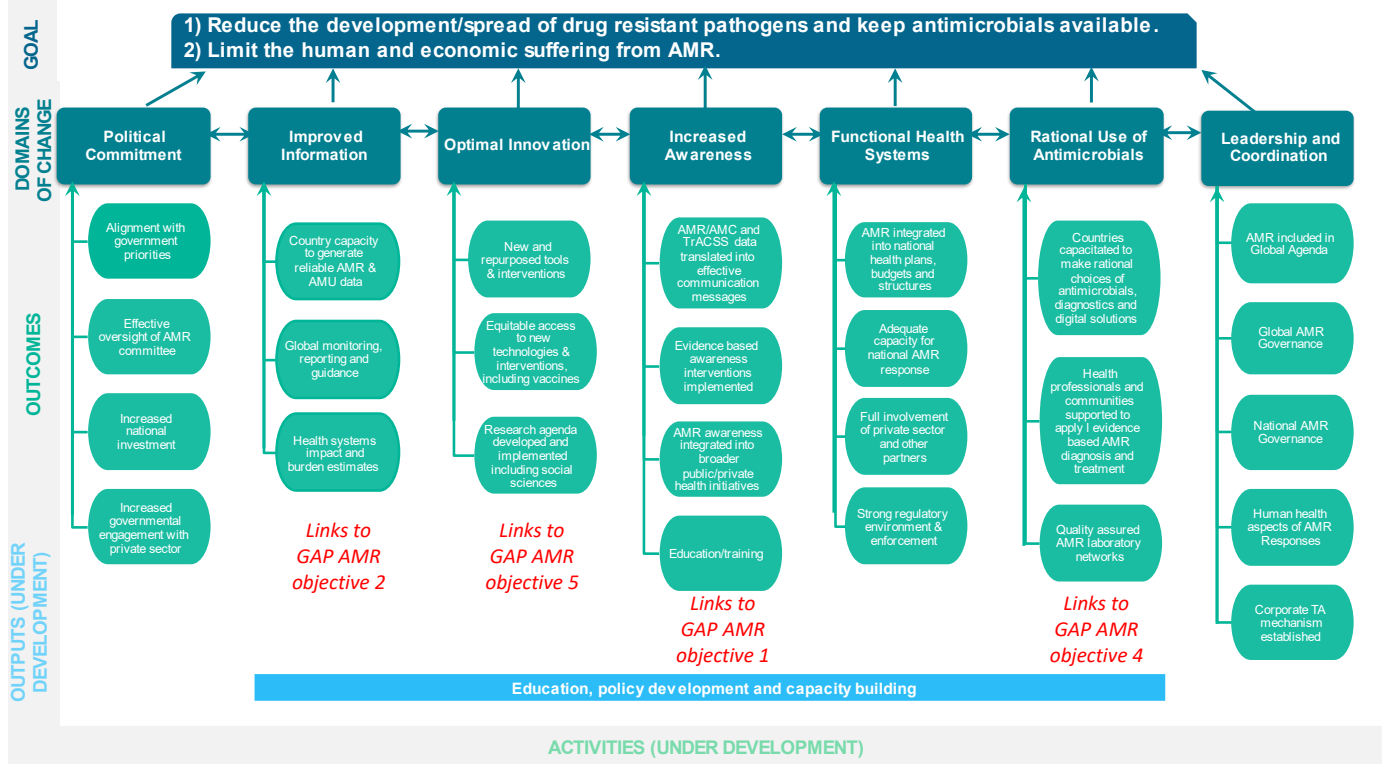 GOAL
1) Reduce the development/spread of drug resistant pathogens and keep antimicrobials available.
2) Limit the human and economic suffering from AMR.
DOMAINS
OF CHANGE
Political
Commitment
Improved
Information
Optimal Innovation
Increased
Awareness
Functional Health
Systems
Rational Use of
Antimicrobials
Leadership and
Coordination
OUTCOMES
Alignment with
government
priorities
Effective
oversight of AMR
committee
Increased
national
investment
Increased
governmental
engagement with
private sector
Country capacity
to generate
reliable AMR &
AMU data
Global monitoring,
reporting and
guidance
Health systems
impact and
burden estimates
Links to
GAP AMR
objective 2
New and
repurposed tools
& interventions
Equitable access
to new
technologies &
interventions,
including vaccines
Research agenda
developed and
implemented
including social
sciences
Links to
GAP AMR
objective 5
AMR/AMC and
TrACSS data
translated into
effective
communication
messages
Evidence based
awareness
interventions
implemented
AMR awareness
integrated into
broader
public/private
health initiatives
Education/training
Links to
GAP AMR
objective 1
AMR integrated
into national
health plans,
budgets and
structures
Adequate
capacity for
national AMR
response
Full involvement
of private sector
and other
partners
Strong regulatory
environment &
enforcement
Countries
capacitated to
make rational
choices of
antimicrobials,
diagnostics and
digital solutions
Health
professionals and
communities
supported to
apply l evidence
based AMR
diagnosis and
treatment
Quality assured
AMR laboratory
networks
Links to
GAP AMR
objective 4
AMR included in
Global Agenda
Global AMR
Governance
National AMR
Governance
Human health
aspects of AMR
Responses
Corporate TA
mechanism
established
OUTPUTS (UNDER
DEVELOPMENT)
Education, policy development and capacity building
ACTIVITIES (UNDER DEVELOPMENT)